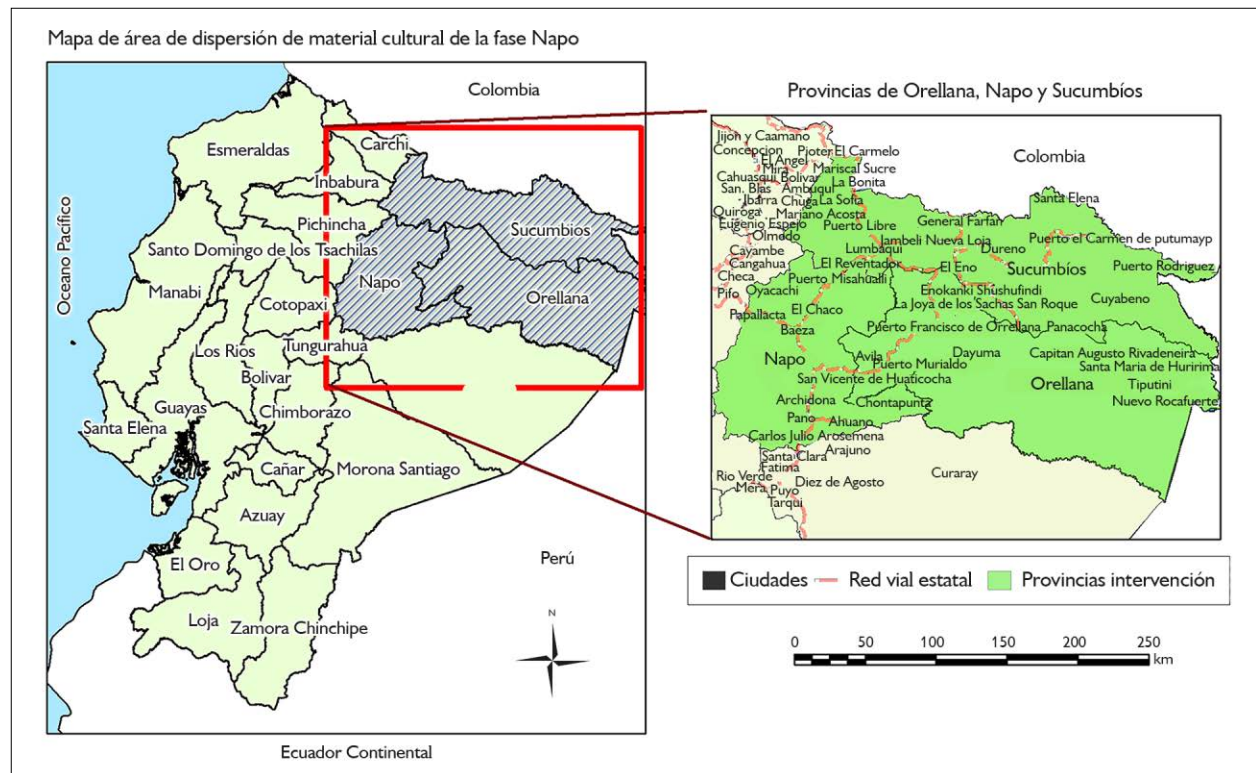 Mapa de área de dispersión de material cultural de la fase Napo
Colombia
Esmeraldas
Carchi
Inbabura
Pichincha
Sucumbios
Santo Domingo de los Tsachilas
Oceano Pacífico
Napo
Manabi
Orellana
Cotopaxi
Tungurahua
Los Rios
Bolivar
Guayas
Chimborazo
Santa Elena
Cañar
Morona Santiago
Azuay
El Oro
Perú
Loja
Zamora Chinchipe
N
Ecuador Continental
Provincias de Orellana, Napo y Sucumbíos
Jijon y Caamano
Concepcion
Pioter El Carmelo
Colombia
El Angel
Mira
Mariscal Sucre
Cahuasqui Bolivar
La Bonita
San. Blas
Ambuqui
Santa Elena
Ibarra Chuga
La Sofia
Quiroga
Mariano Acosta
General Farfan
Eugenio Espejo
Puerto Libre
Olmodo
Jambeli Nueva Loja
Puerto el Carmen de putumayp
Cayambe
Lumbaqui
Dureno
Cangahua
El Reventador
El Eno
Sucumbíos
Puerto Rodriguez
Checa
Puerto Misahualli
Oyacachi
Enokanki Shushufindi
Pifo
El Chaco
La Joya de los Sachas San Roque
Cuyabeno
Papallacta
Baeza
Puerto Francisco de Orrellana Panacocha
Napo
Avila
Dayuma
Capitan Augusto Rivadeneira
Puerto Murialdo
Santa Maria de Huririma
San Vicente de Huaticocha
Orellana
Tiputini
Archidona
Chontapunta
Nuevo Rocafuerte
Pano
Ahuano
Carlos Julio Arosemena
Santa Clara
Arajuno
Fatima
Curaray
Rio Verde
Mera Puyo
Diez de Agosto
Tarqui
Ciudades
Red vial estatal
Provincias intervención
0 50 100 150 200 250
km